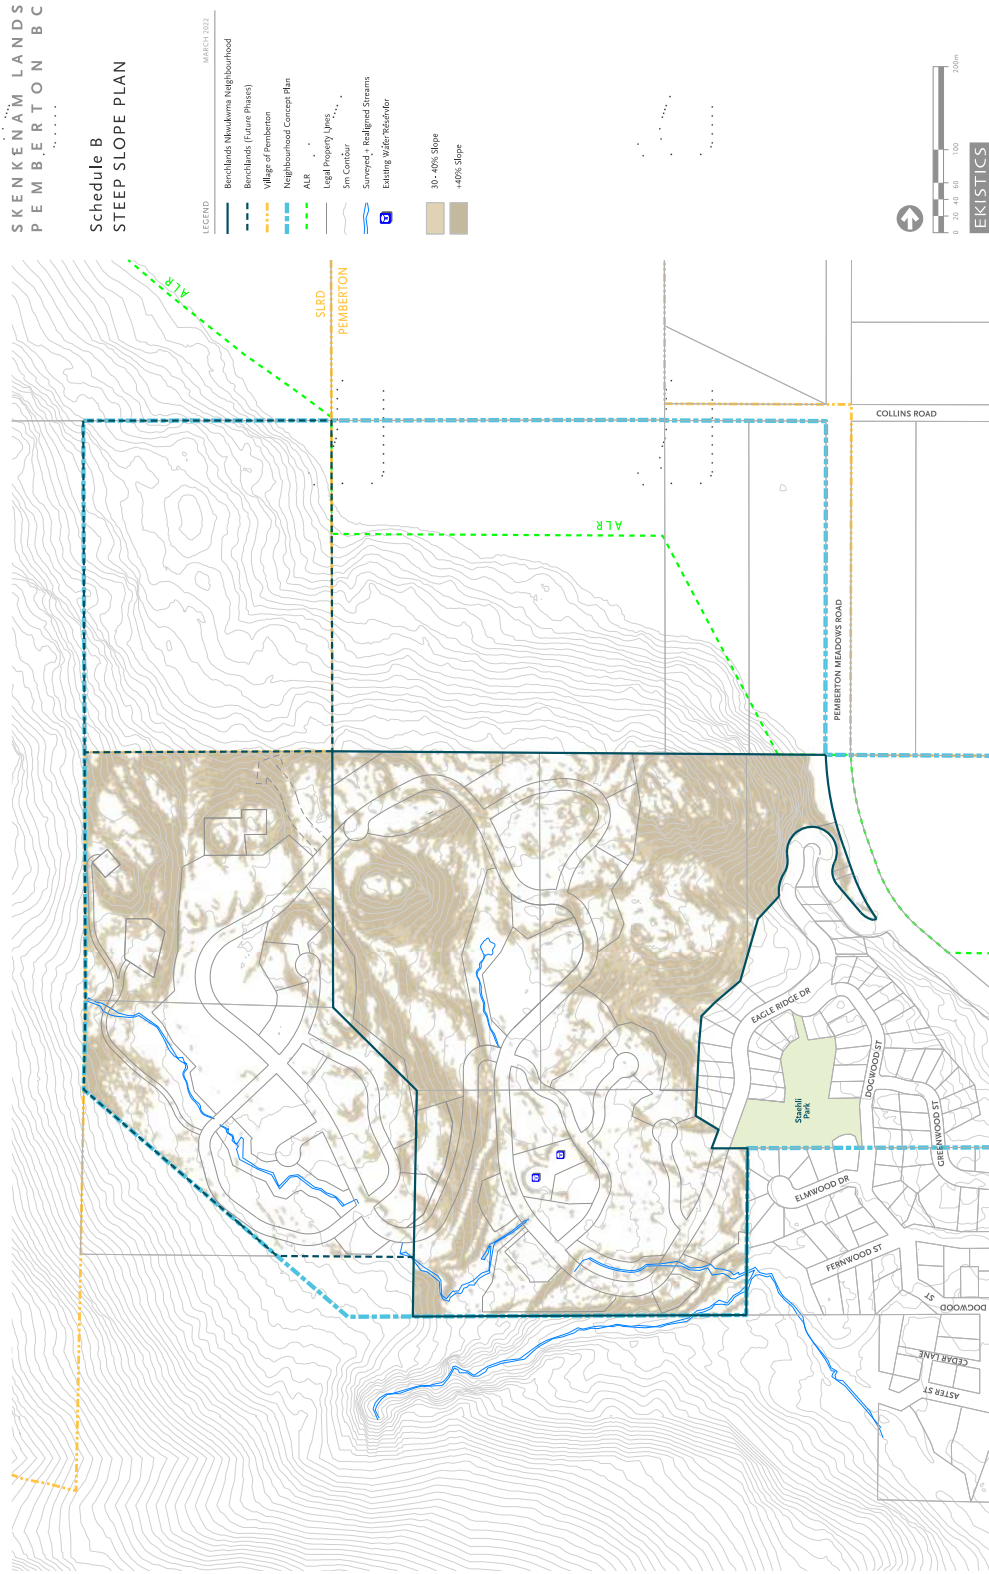 SKENKENAM LANDS
PEMBERTON BC
Schedule B
STEEP SLOPE PLAN
MARCH 2022
LEGEND
Benchlands Nkwukwma Neighbourhood
Benchlands (Future Phases)
Village of Pemberton
Neighbourhood Concept Plan
ALR
Legal Property Lines
5m Contour
Surveyed + Realigned Streams
Existing Water Reservior
30 - 40% Slope
+40% Slope
0 20 40 60 100 200m
EKISTICS
ALR
SLRD
PEMBERTON
COLLINS ROAD
ALR
PEMBERTON MEADOWS ROAD
EAGLE RIDGE DR
DOGWOOD ST
Staehli
Park
GREENWOOD ST
ELMWOOD DR
FERNWOOD ST
DOGWOOD
ST
CEDAR LANE
ASTER ST